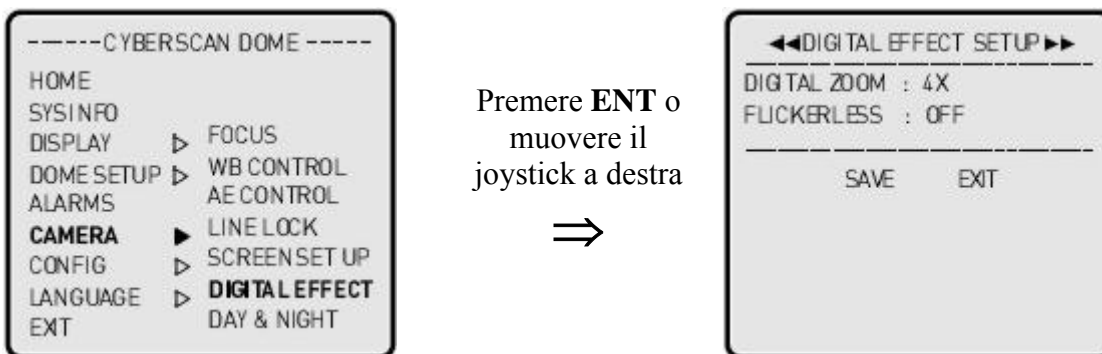 ------CYBERSCAN DOME-----
HOME
SYSINFO
DISPLAY ▷
DOME SETUP ▷
ALARMS
CAMERA ▶
CONFIG ▷
LANGUAGE ▷
EXIT
FOCUS
WB CONTROL
AE CONTROL
LINE LOCK
SCREEN SET UP
DIGITAL EFFECT
DAY & NIGHT
Premere ENT o
muovere il
joystick a destra
⇒
◀◀DIGITAL EFFECT SETUP▶▶
DIGITAL ZOOM : 4X
FLICKERLESS : OFF
SAVE EXIT